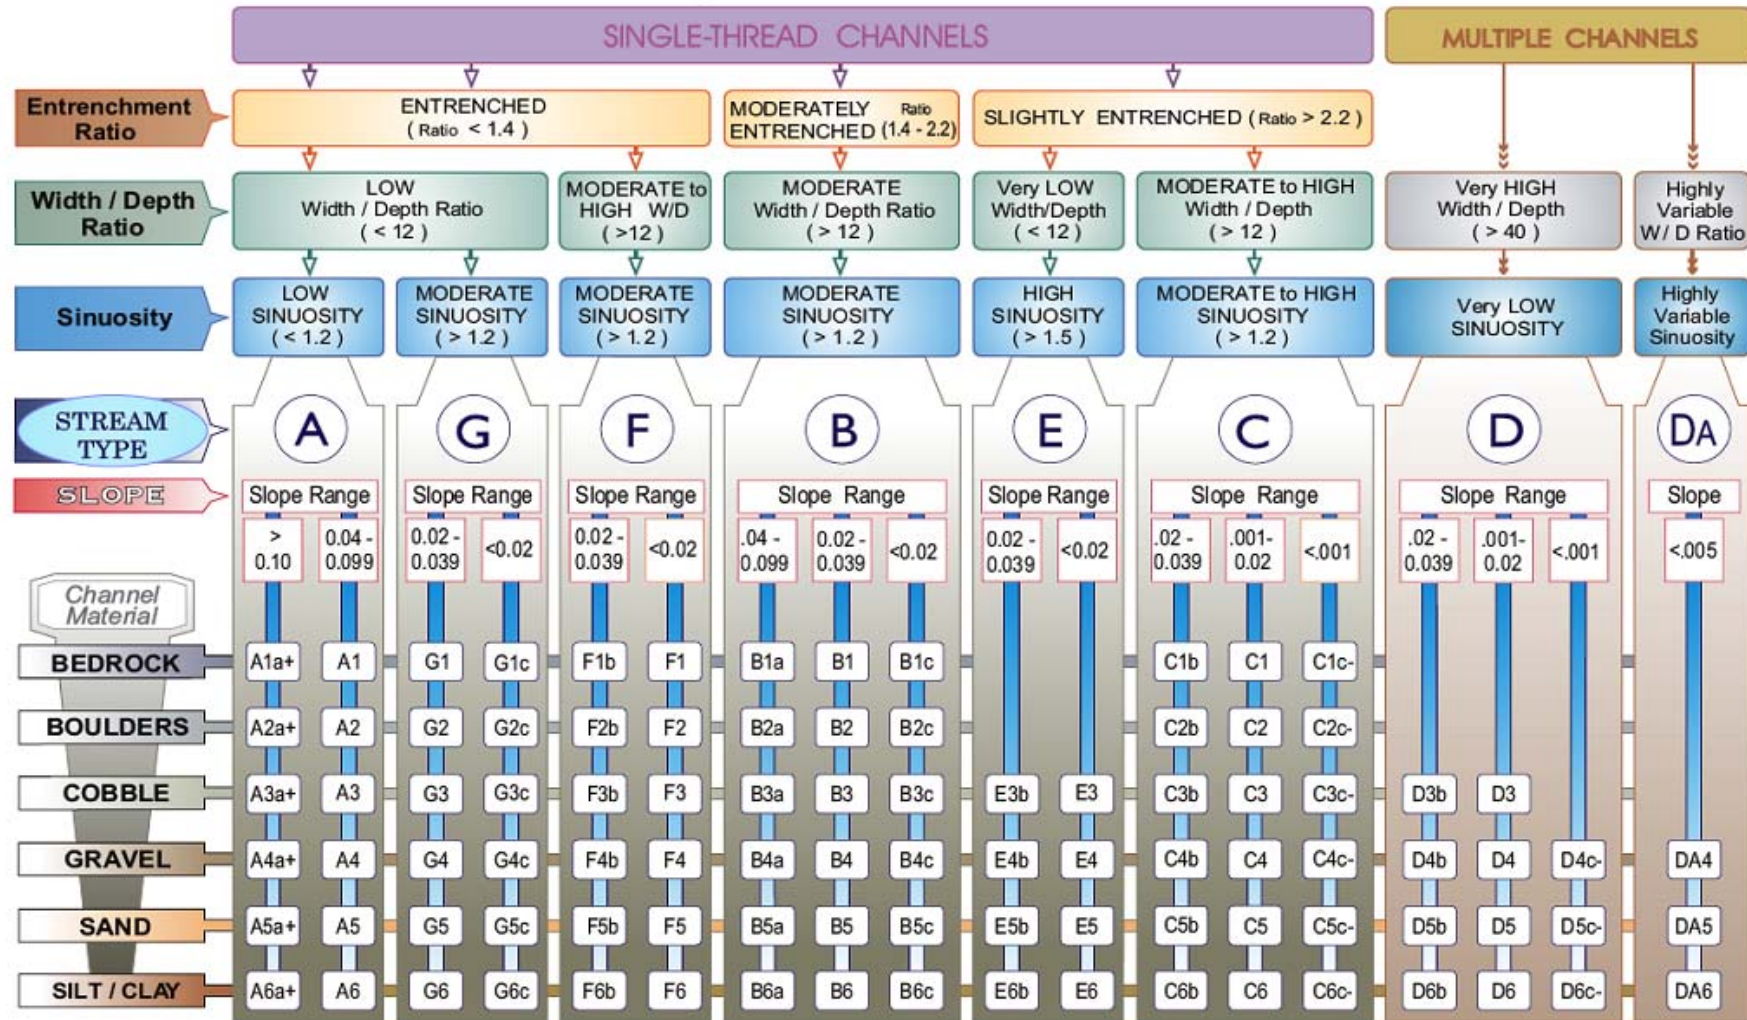 SINGLE-THREAD CHANNELS
MULTIPLE CHANNELS
Entrenchment
Ratio
ENTRENCHED
( Ratio < 1.4 )
MODERATELY Ratio
ENTRENCHED (1.4 - 2.2)
SLIGHTLY ENTRENCHED ( Ratio > 2.2 )
Width / Depth
Ratio
LOW
Width / Depth Ratio
( < 12 )
MODERATE to
HIGH W/D
( >12 )
MODERATE
Width / Depth Ratio
( > 12 )
Very LOW
Width/Depth
( < 12 )
MODERATE to HIGH
Width / Depth
( > 12 )
Very HIGH
Width / Depth
( > 40 )
Highly
Variable
W / D Ratio
Sinuosity
LOW
SINUOSITY
( < 1.2 )
MODERATE
SINUOSITY
( > 1.2 )
MODERATE
SINUOSITY
( > 1.2 )
MODERATE
SINUOSITY
( > 1.2 )
HIGH
SINUOSITY
( > 1.5 )
MODERATE to HIGH
SINUOSITY
( > 1.2 )
Very LOW
SINUOSITY
Highly
Variable
Sinuosity
STREAM
TYPE
A G F B E C D DA
SLOPE
Slope Range Slope Range Slope Range Slope Range Slope Range Slope Range Slope Range Slope
>
0.10
0.04 -
0.099
0.02 -
0.039
<0.02
0.02 -
0.039
<0.02
.04 -
0.099
0.02 -
0.039
<0.02
0.02 -
0.039
<0.02
.02 -
0.039
.001-
0.02
<.001
.02 -
0.039
.001-
0.02
<.001
<.005
Channel
Material
BEDROCK A1a+ A1 G1 G1c F1b F1 B1a B1 B1c C1b C1 C1c-
BOULDERS A2a+ A2 G2 G2c F2b F2 B2a B2 B2c C2b C2 C2c-
COBBLE A3a+ A3 G3 G3c F3b F3 B3a B3 B3c E3b E3 C3b C3 C3c- D3b D3
GRAVEL A4a+ A4 G4 G4c F4b F4 B4a B4 B4c E4b E4 C4b C4 C4c- D4b D4 D4c- DA4
SAND A5a+ A5 G5 G5c F5b F5 B5a B5 B5c E5b E5 C5b C5 C5c- D5b D5 D5c- DA5
SILT / CLAY A6a+ A6 G6 G6c F6b F6 B6a B6 B6c E6b E6 C6b C6 C6c- D6b D6 D6c- DA6